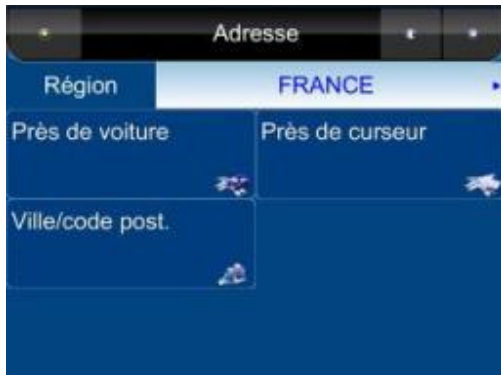 Adresse
Région FRANCE
Près de voiture Près de curseur
Ville/code post.